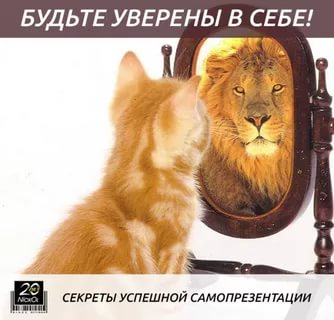 БУДЬТЕ УВЕРЕНЫ В СЕБЕ!
20
СЕКРЕТЫ УСПЕШНОЙ САМОПРЕЗЕНТАЦИИ